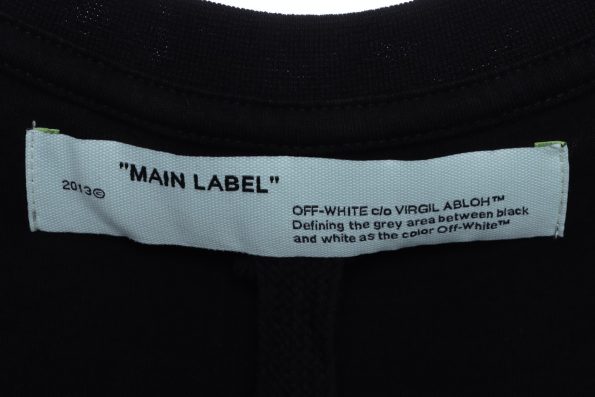 "MAIN LABEL"
2013©
OFF-WHITE c/o VIRGIL ABLOH™
Defining the grey area between black
and white as the color Off-White™